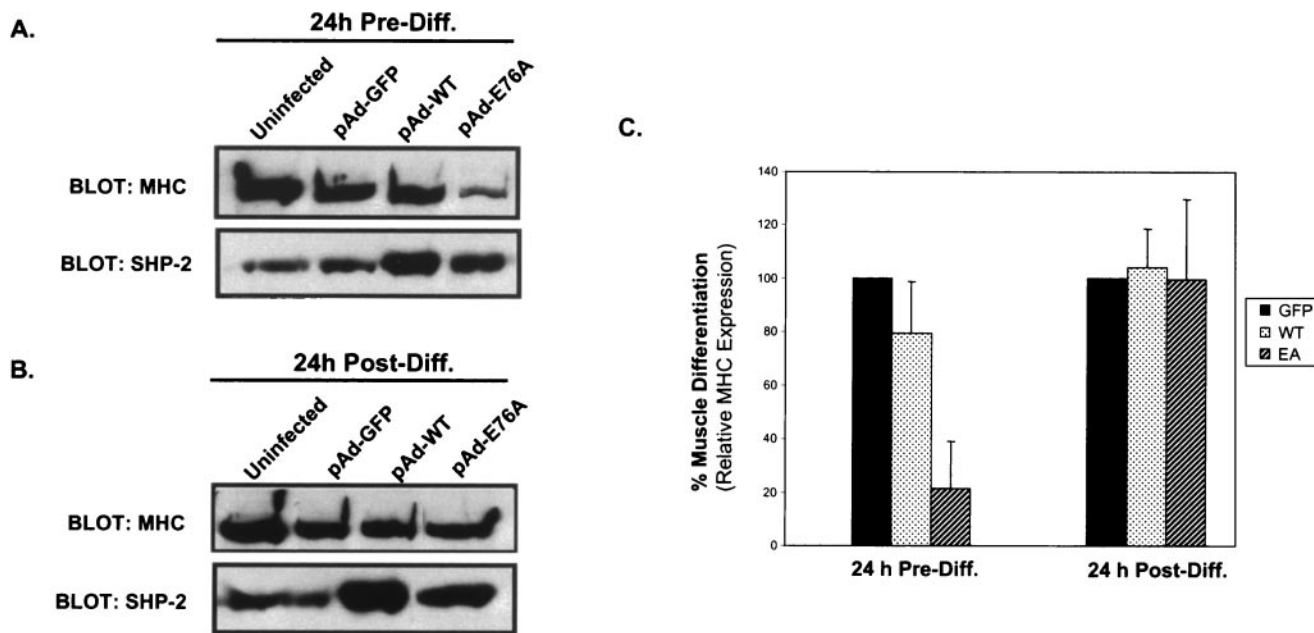 A.
24h Pre-Diff.
Uninfected
pAd-GFP
pAd-WT
pAd-E76A
BLOT: MHC
BLOT: SHP-2
B.
24h Post-Diff.
Uninfected
pAd-GFP
pAd-WT
pAd-E76A
BLOT: MHC
BLOT: SHP-2
C.
% Muscle Differentiation
(Relative MHC Expression)
140
120
100
80
60
40
20
0
24 h Pre-Diff.
24 h Post-Diff.
GFP
WT
EA